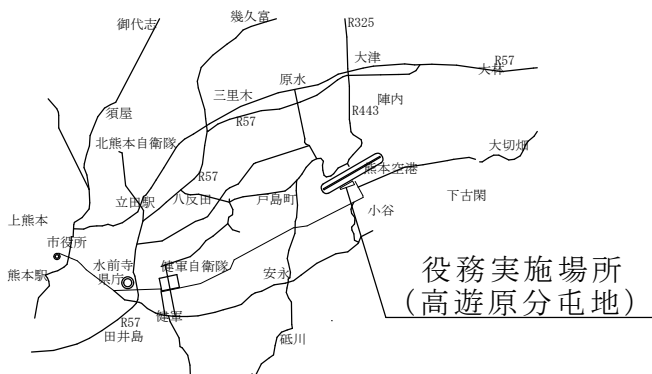 御代志
幾久富
R325
大津
R57
大林
原水
三里木
陣内
R443
須屋
R57
北熊本自衛隊
大切畑
R57
熊本空港
立田駅
八反田
戸島町
下古閑
小谷
上熊本
市役所
水前寺
県庁
健軍自衛隊
安永
熊本駅
役務実施場所
(高遊原分屯地)
R57
田井島
健軍
砥川